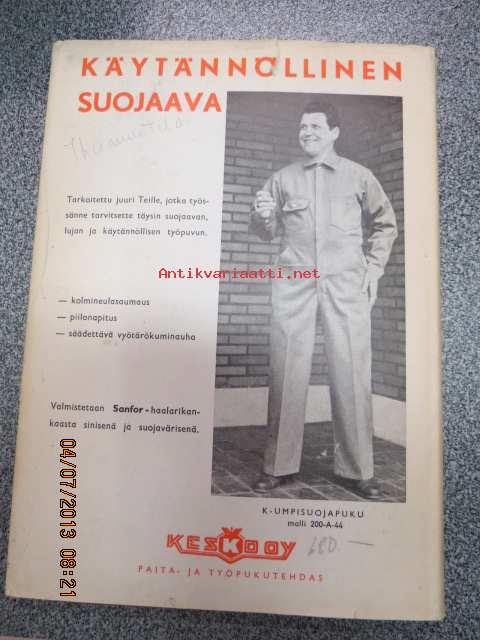 KÄYTÄNNÖLLINEN
SUOJAAVA
Tarkoitettu juuri Teille, jotka työs-
sänne tarvitsette täysin suojaavan,
lujan ja käytännöllisen työpuvun.
Antikvariaatti.net
— kolmineulasaumaus
— piilonapitus
— säädettävä vyötärökuminauha
Valmistetaan Sanfor-haalarikan-
kaasta sinisenä ja suojavärisenä.
K-UMPISUOJAPUKU
malli 200-A-44
KESKO OY
680.—
PAITA- JA TYÖPUKUTEHDAS
04/07/2013 08:21